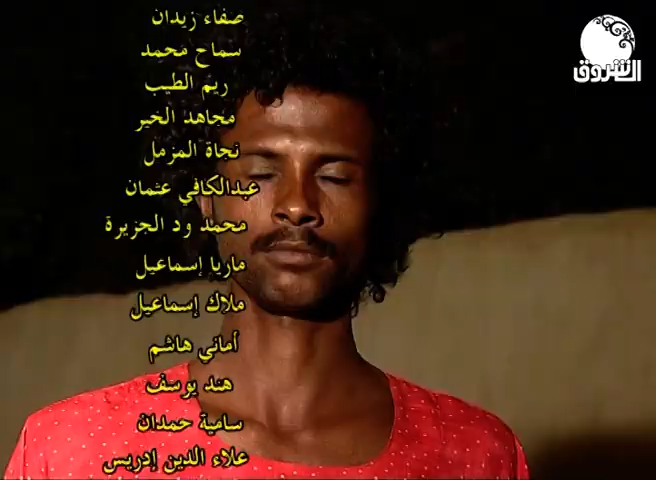 صفاء زيدان
سماح محمد
ريم الطيب
مجاهد الخير
نجاة المزمل
عبدالكافي عثمان
محمد ود الجزيرة
ماريا إسماعيل
ملاك إسماعيل
أماني هاشم
هند يوسف
سامية حمدان
علاء الدين إدريس
الشروق